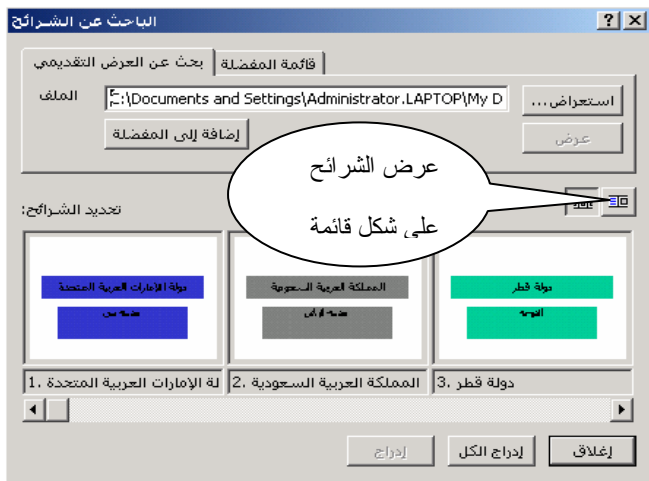 الباحث عن الشرائح
بحث عن العرض التقديمي
قائمة المفضلة
الملف
C:\Documents and Settings\Administrator.LAPTOP\My D
استعراض...
إضافة إلى المفضلة
عرض
عرض الشرائح
على شكل قائمة
تحديد الشرائح:
دولة الإمارات العربية المتحدة
المملكة العربية السعودية
دولة قطر
الدوحة
1. لة الإمارات العربية المتحدة
2. المملكة العربية السعودية
3. دولة قطر
إدراج
إدراج الكل
إغلاق